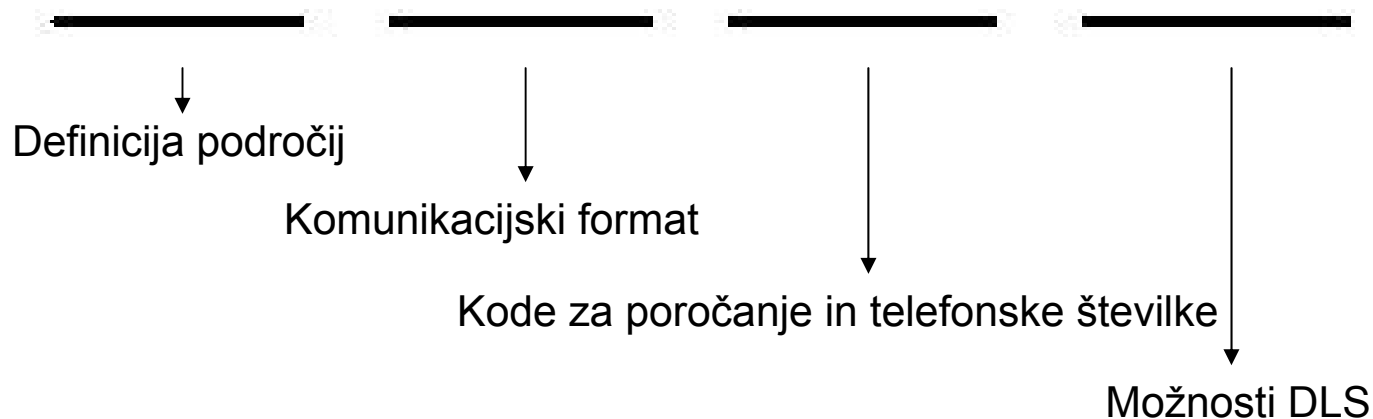 Definicija področij
Komunikacijski format
Kode za poročanje in telefonske številke
Možnosti DLS